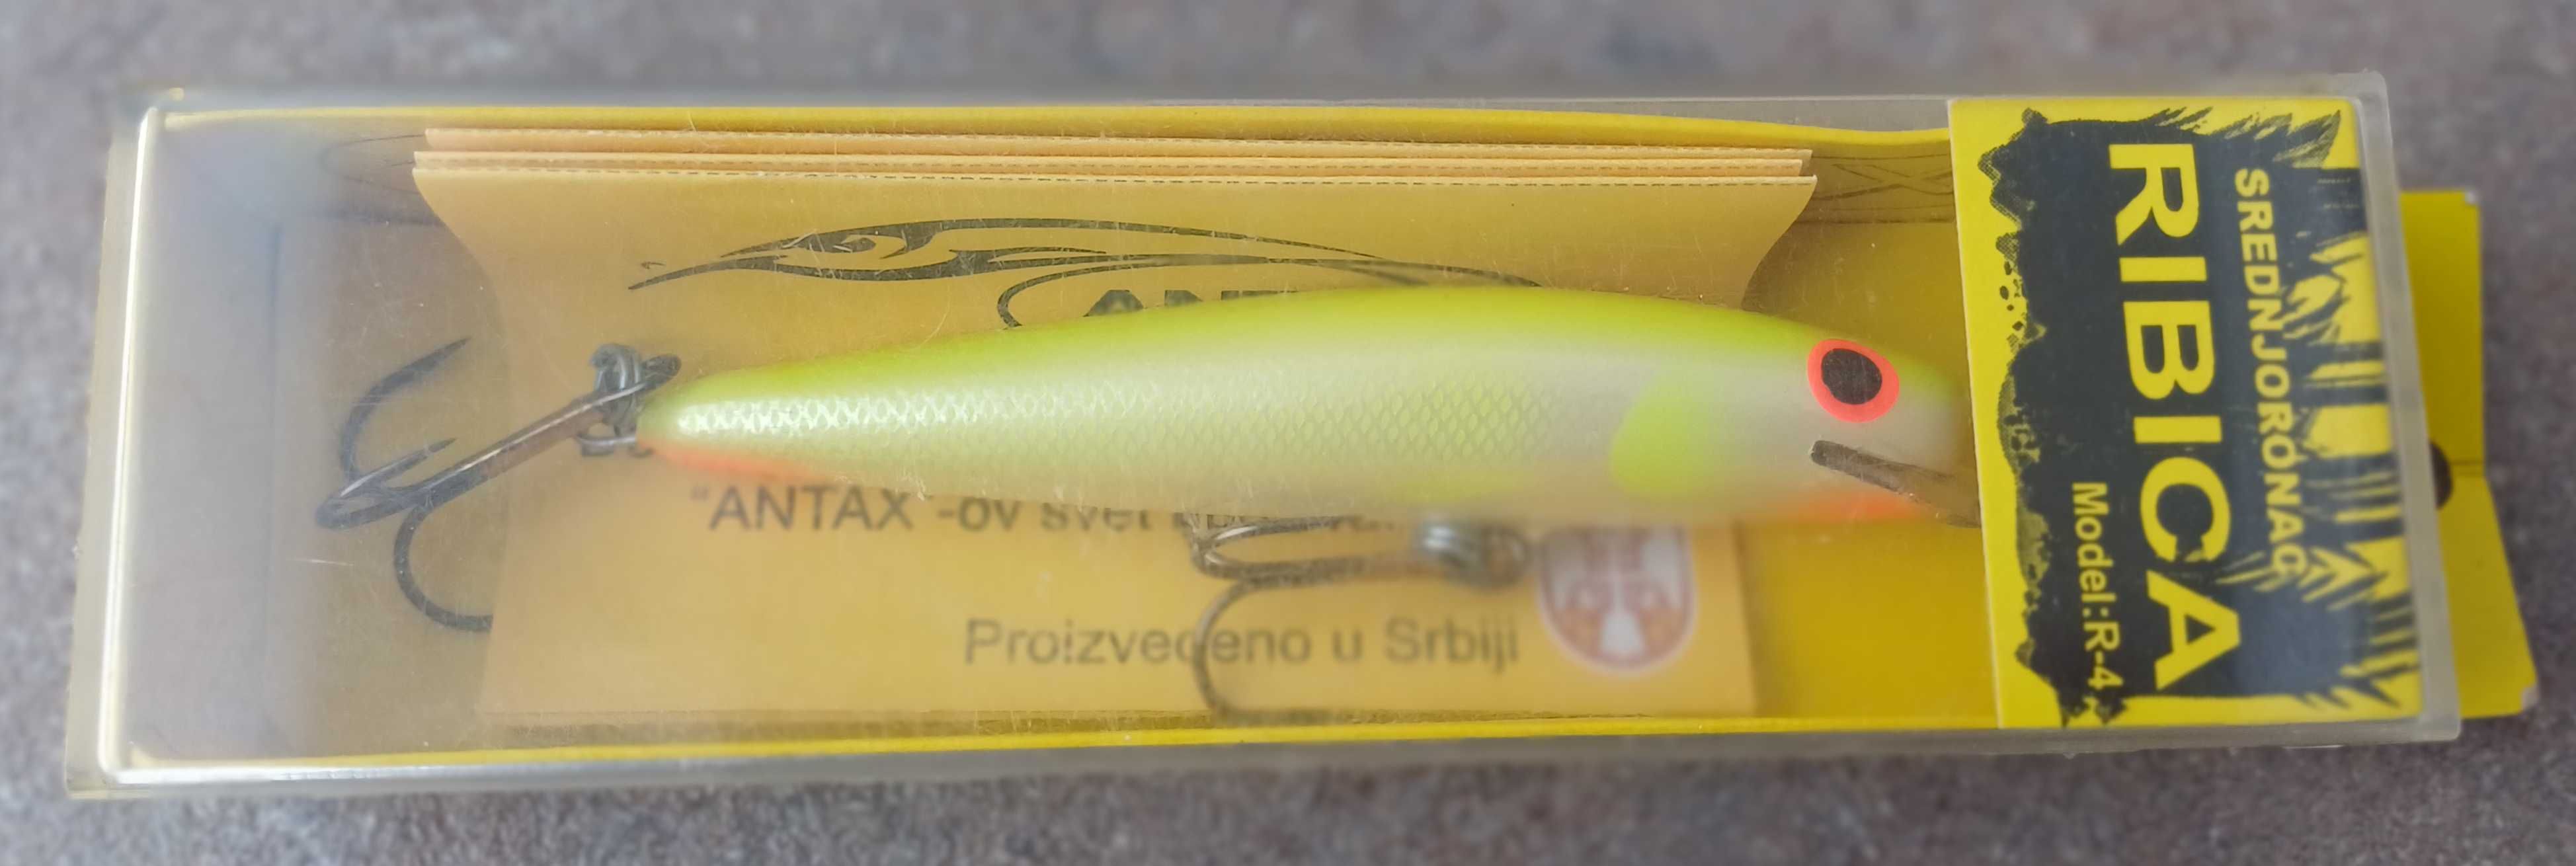 SREDNJORONAC
RIBICA
Model:R-4
"ANTAX"-ov svet
Proizvedeno u Srbiji